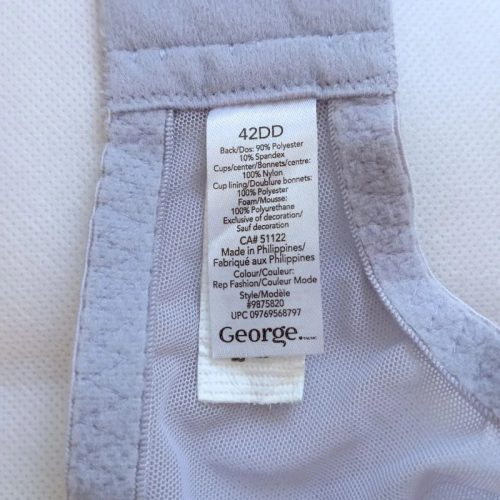 42DD
Back/Dos: 90% Polyester
10% Spandex
Cups/center/Bonnets/centre:
100% Nylon
Cup lining/Doublure bonnets:
100% Polyester
Foam/Mousse:
100% Polyurethane
Exclusive of decoration/
Sauf decoration
CA# 51122
Made in Philippines/
Fabriqué aux Philippines
Colour/Couleur:
Rep Fashion/Couleur Mode
Style/Modèle
#9875820
UPC 09769568797
George